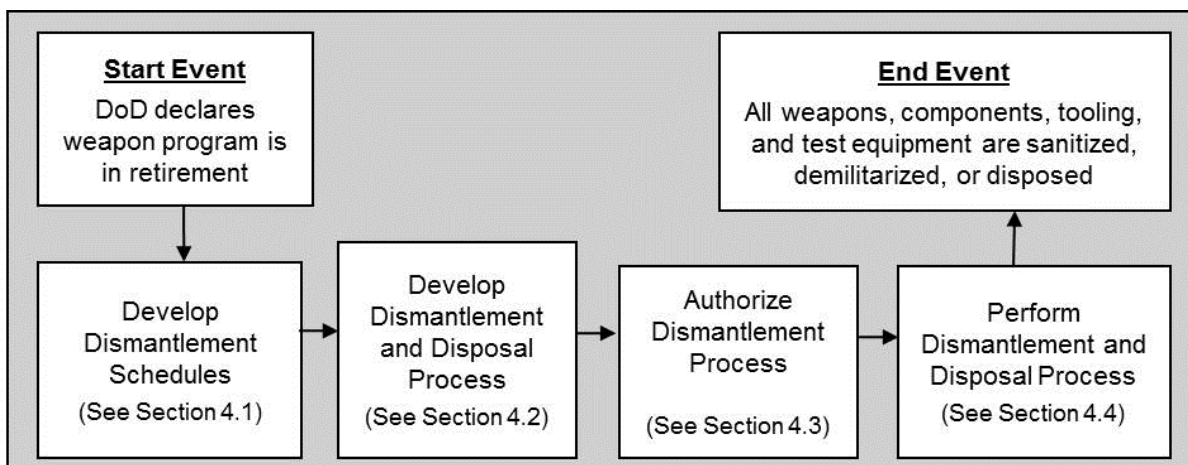 Start Event
DoD declares
weapon program is
in retirement
End Event
All weapons, components, tooling,
and test equipment are sanitized,
demilitarized, or disposed
Develop
Dismantlement
Schedules
(See Section 4.1)
Develop
Dismantlement
and Disposal
Process
(See Section 4.2)
Authorize
Dismantlement
Process
(See Section 4.3)
Perform
Dismantlement and
Disposal Process
(See Section 4.4)